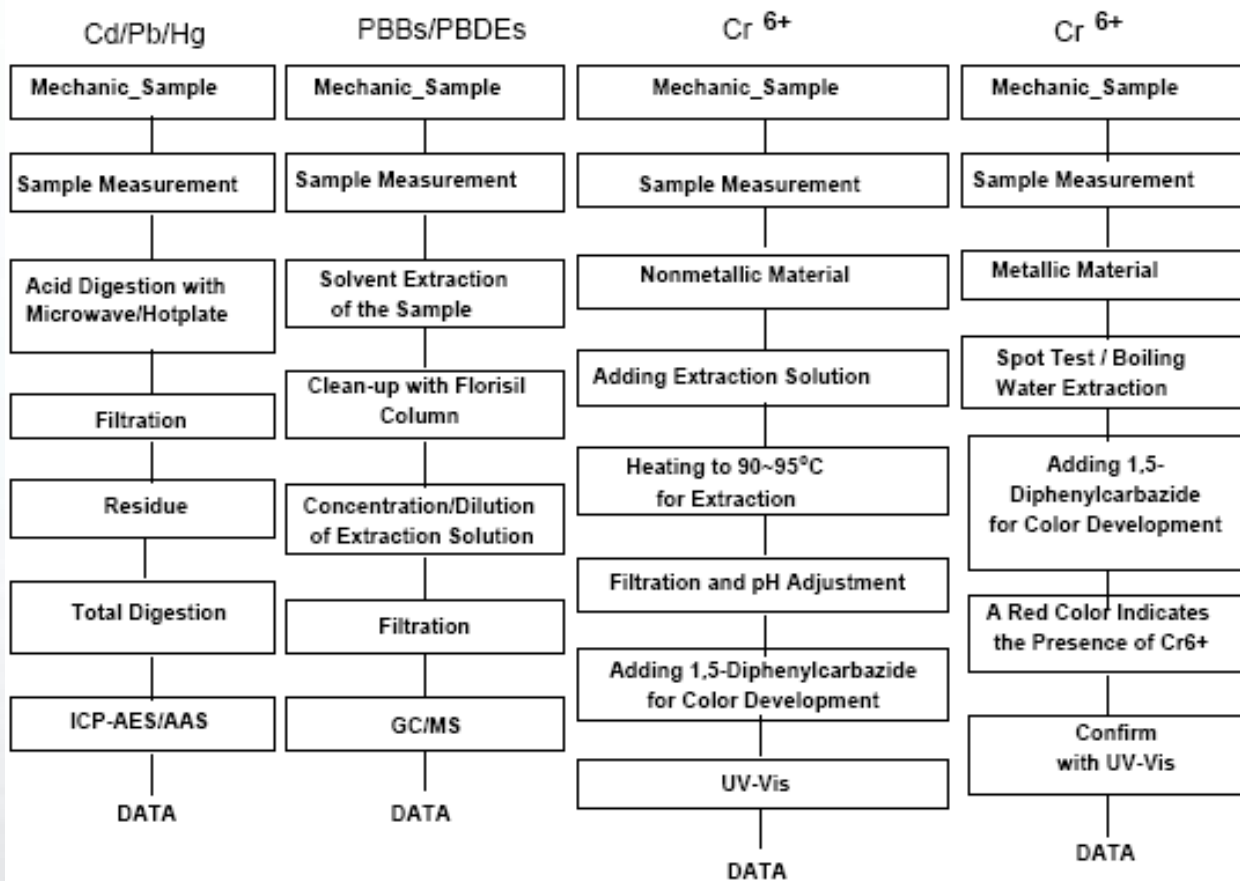 Cd/Pb/Hg
Mechanic_Sample
Sample Measurement
Acid Digestion with
Microwave/Hotplate
Filtration
Residue
Total Digestion
ICP-AES/AAS
DATA
PBBs/PBDEs
Mechanic_Sample
Sample Measurement
Solvent Extraction
of the Sample
Clean-up with Florisil
Column
Concentration/Dilution
of Extraction Solution
Filtration
GC/MS
DATA
Cr 6+
Mechanic_Sample
Sample Measurement
Nonmetallic Material
Adding Extraction Solution
Heating to 90~95°C
for Extraction
Filtration and pH Adjustment
Adding 1,5-Diphenylcarbazide
for Color Development
UV-Vis
DATA
Cr 6+
Mechanic_Sample
Sample Measurement
Metallic Material
Spot Test / Boiling
Water Extraction
Adding 1,5-
Diphenylcarbazide
for Color Development
A Red Color Indicates
the Presence of Cr6+
Confirm
with UV-Vis
DATA